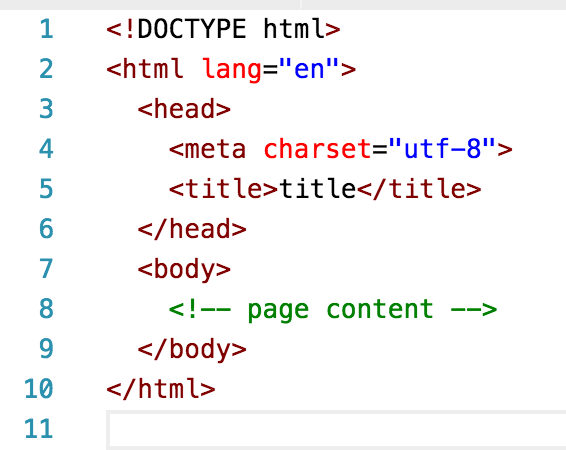 1 <!DOCTYPE html>
2 <html lang="en">
3   <head>
4     <meta charset="utf-8">
5     <title>title</title>
6   </head>
7   <body>
8     <!-- page content -->
9   </body>
10 </html>
11